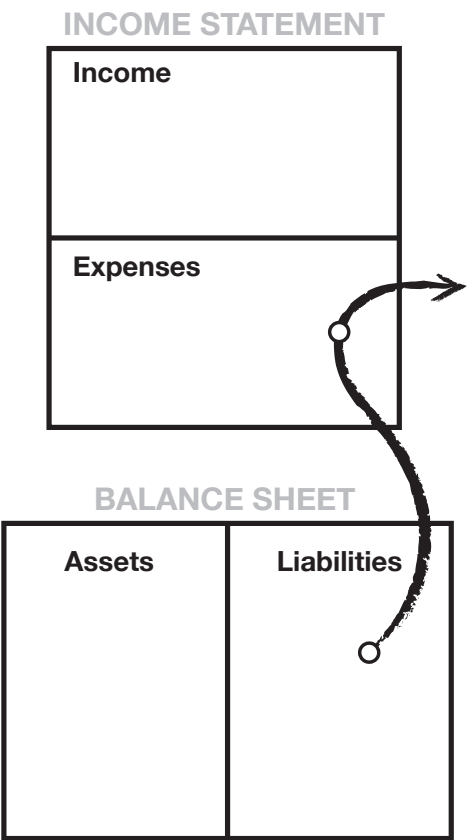 INCOME STATEMENT
Income
Expenses
BALANCE SHEET
Assets
Liabilities